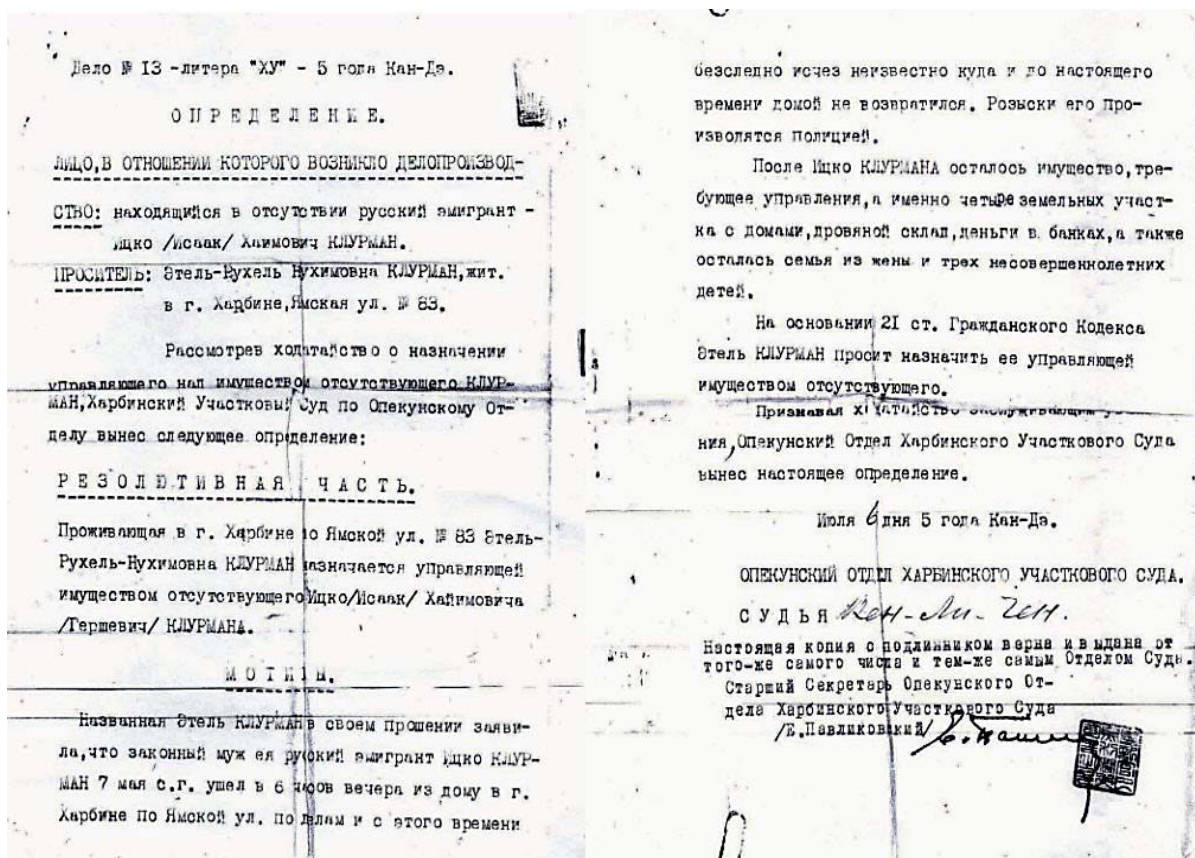 Дело № 13 -литера "ХУ" - 5 года Кан-Дэ.
ОПРЕДЕЛЕНИЕ.
ЛИЦО,В ОТНОШЕНИИ КОТОРОГО ВОЗНИКЛО ДЕЛОПРОИЗВОД-
СТВО: находящийся в отсутствии русский эмигрант -
Ицко /Исаак/ Хаимович КЛУРМАН.
ПРОСИТЕЛЬ: Этель-Рухель Нухимовна КЛУРМАН,жит.
в г. Харбине,Ямская ул. № 83.
Рассмотрев ходатайство о назначении
управляющего над имуществом отсутствующего КЛУР-
МАН,Харбинский Участковый Суд по Опекунскому От-
делу вынес следующее определение:
РЕЗОЛЮТИВНАЯ ЧАСТЬ.
Проживающая в г. Харбине по Ямской ул. № 83 Этель-
Рухель-Нухимовна КЛУРМАН назначается управляющей
имуществом отсутствующего Ицко/Исаак/ Хайимовича
/Гершевич/ КЛУРМАНА.
МОТИВЫ.
Названная Этель КЛУРМАН в своем прошении заяви-
ла,что законный муж ея русский эмигрант Ицко КЛУР-
МАН 7 мая с.г. ушел в 6 часов вечера из дому в г.
Харбине по Ямской ул. по делам и с этого времени
безследно исчез неизвестно куда и до настоящего
времени домой не возвратился. Розыски его про-
изводятся полицией.
После Ицко КЛУРМАНА осталось имущество,тре-
бующее управления,а именно четыре земельных участ-
ка с домами,дровяной склад,деньги в банках,а также
осталась семья из жены и трех несовершеннолетних
детей.
На основании 21 ст. Гражданского Кодекса
Этель КЛУРМАН просит назначить ее управляющей
имуществом отсутствующего.
Признавая ходатайство заслуживающим
ния,Опекунский Отдел Харбинского Участкового Суда
вынес настоящее определение.
Июля 6 дня 5 года Кан-Дэ.
ОПЕКУНСКИЙ ОТДЕЛ ХАРБИНСКОГО УЧАСТКОВОГО СУДА.
СУДЬЯ Вен-Ли-Чен.
Настоящая копия с подлинником верна и выдана от
того-же самого числа и тем-же самым Отделом Суда.
Старший Секретарь Опекунского От-
дела Харбинского Участкового Суда
/Е.Павликовский/